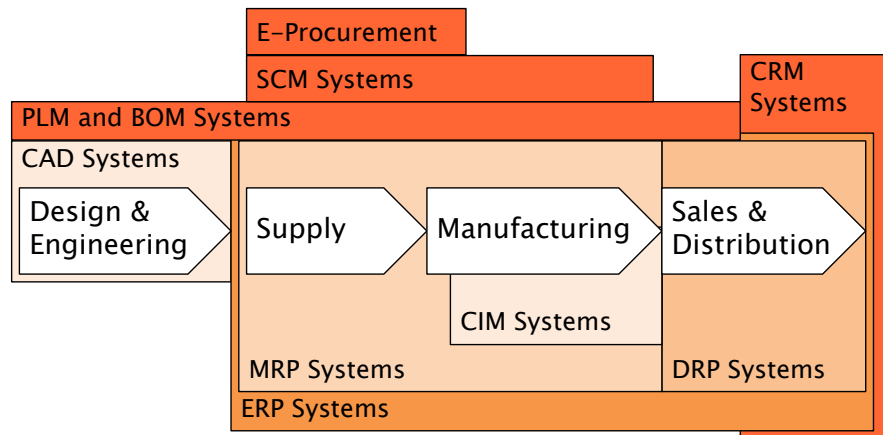 E-Procurement
SCM Systems
CRM
Systems
PLM and BOM Systems
CAD Systems
Design &
Engineering
Supply
Manufacturing
Sales &
Distribution
CIM Systems
MRP Systems
DRP Systems
ERP Systems